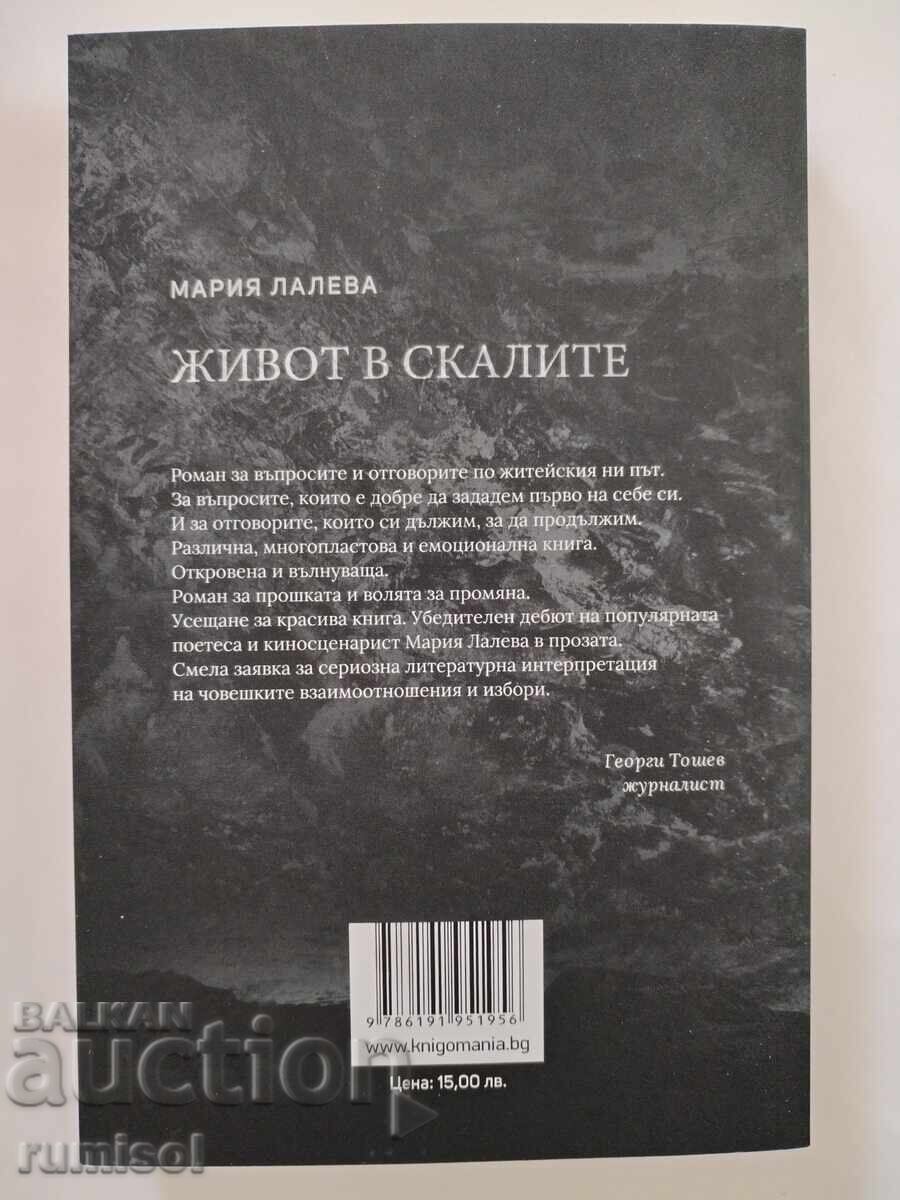 МАРИЯ ЛАЛЕВА
ЖИВОТ В СКАЛИТЕ
Роман за въпросите и отговорите по житейския ни път.
За въпросите, които е добре да зададем първо на себе си.
И за отговорите, които си дължим, за да продължим.
Различна, многопластова и емоционална книга.
Откровена и вълнуваща.
Роман за прошката и волята за промяна.
Усещане за красива книга. Убедителен дебют на популярната
поетеса и киносценарист Мария Лалева в прозата.
Смела заявка за сериозна литературна интерпретация
на човешките взаимоотношения и избори.
Георги Тошев
журналист
9 786191 951956
www.knigomania.bg
Цена: 15,00 лв.
BALKAN
auction
rumisol